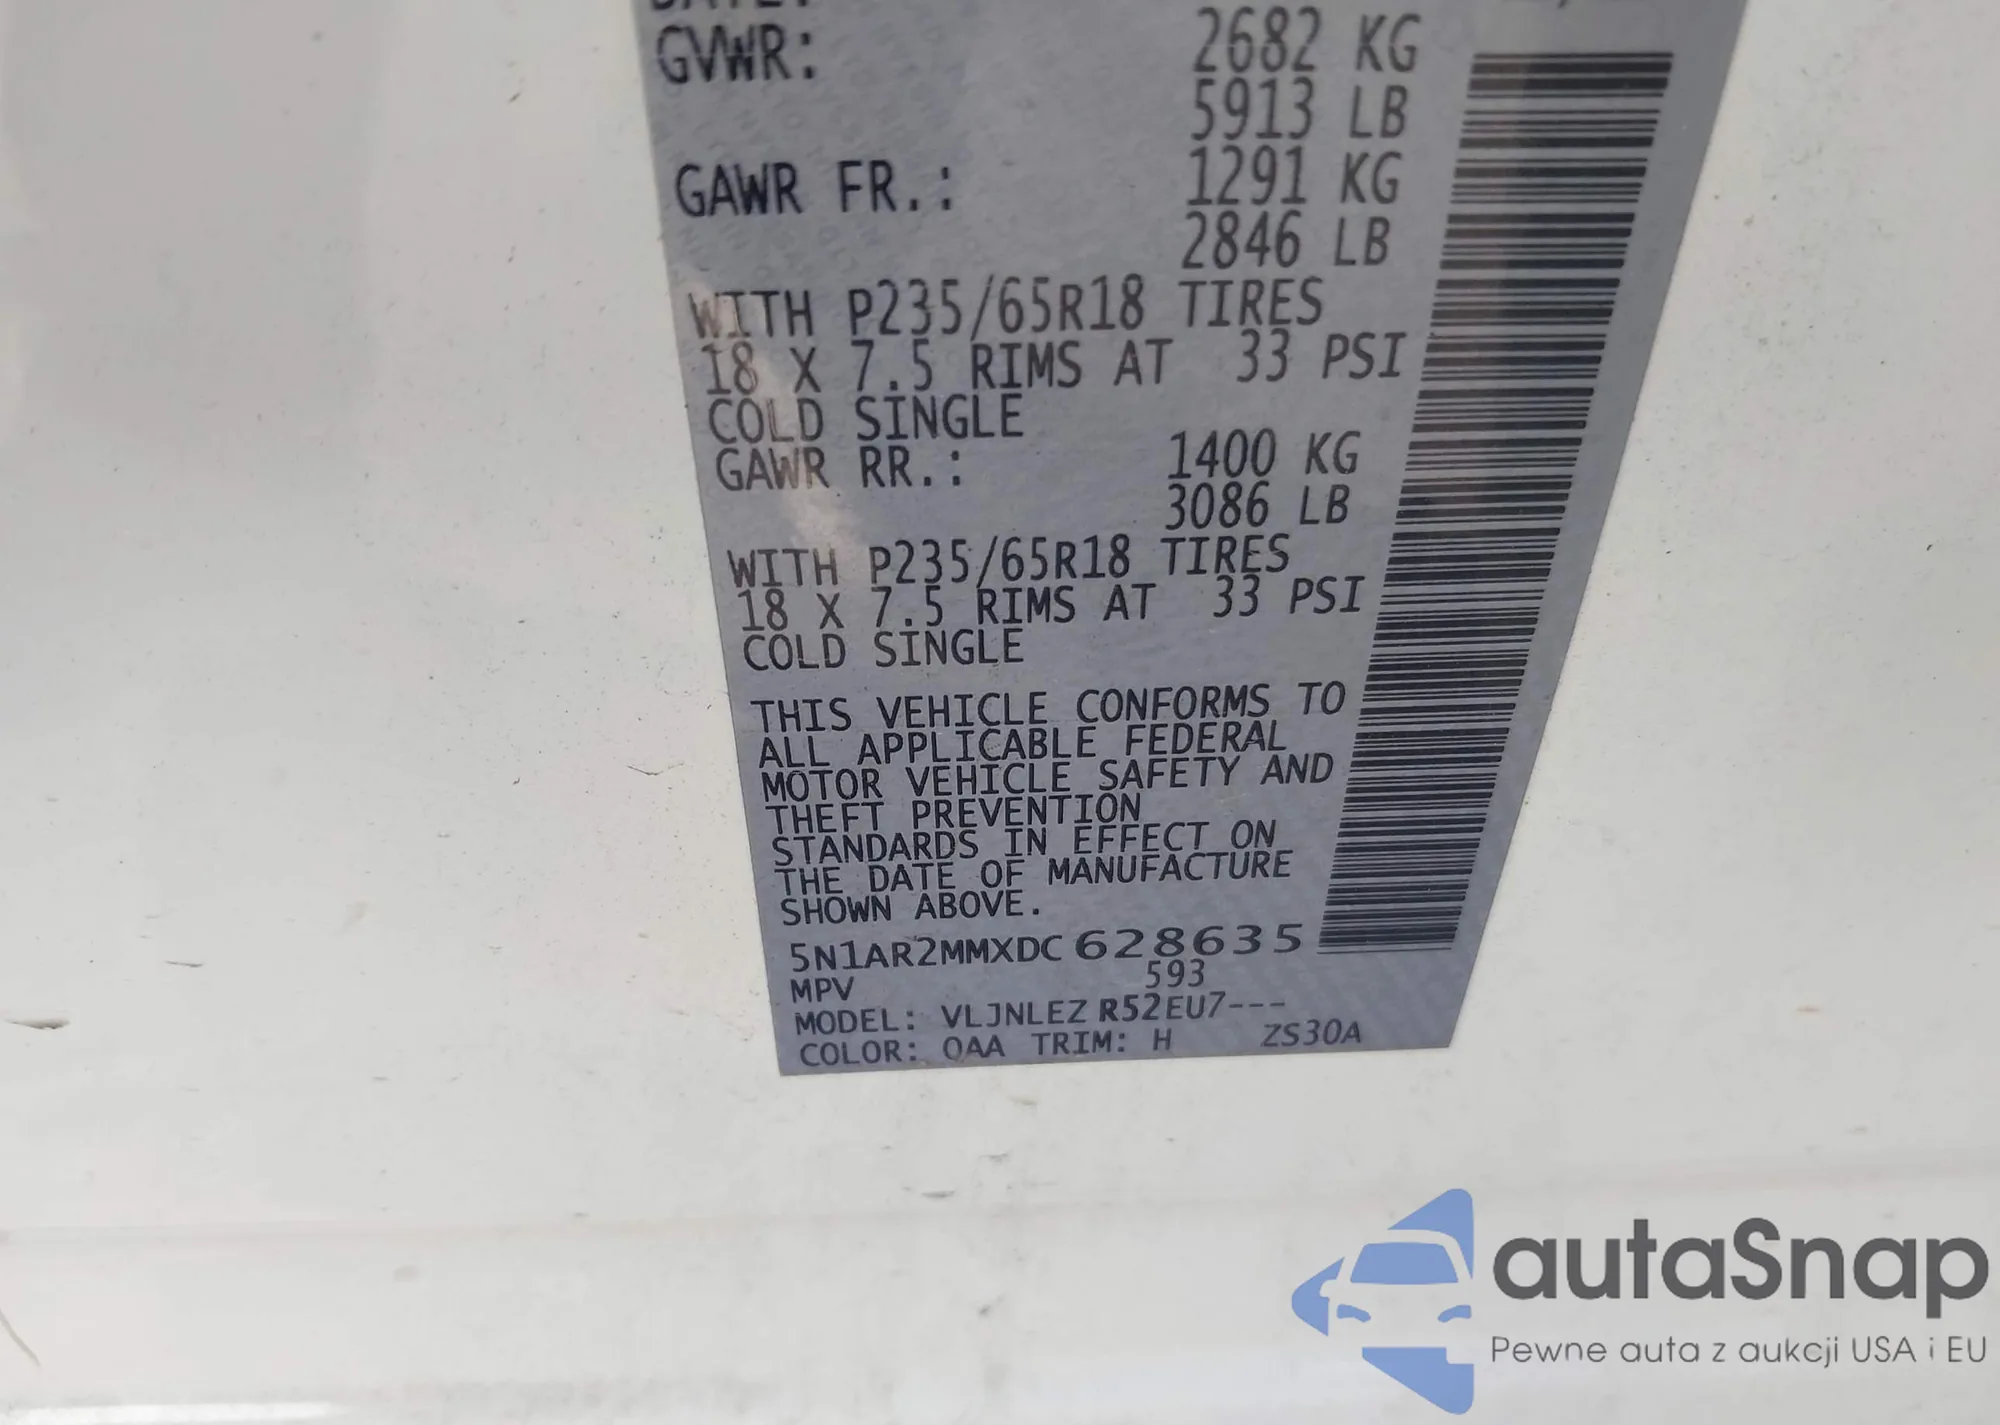 GVWR: 2682 KG
5913 LB
GAWR FR.: 1291 KG
2846 LB
WITH P235/65R18 TIRES
18 X 7.5 RIMS AT 33 PSI
COLD SINGLE
GAWR RR.: 1400 KG
3086 LB
WITH P235/65R18 TIRES
18 X 7.5 RIMS AT 33 PSI
COLD SINGLE
THIS VEHICLE CONFORMS TO
ALL APPLICABLE FEDERAL
MOTOR VEHICLE SAFETY AND
THEFT PREVENTION
STANDARDS IN EFFECT ON
THE DATE OF MANUFACTURE
SHOWN ABOVE.
5N1AR2MMXDC628635
MPV 593
MODEL: VLJNLEZ R52EU7---
COLOR: QAA TRIM: H ZS30A
autaSnap
Pewne auta z aukcji USA i EU